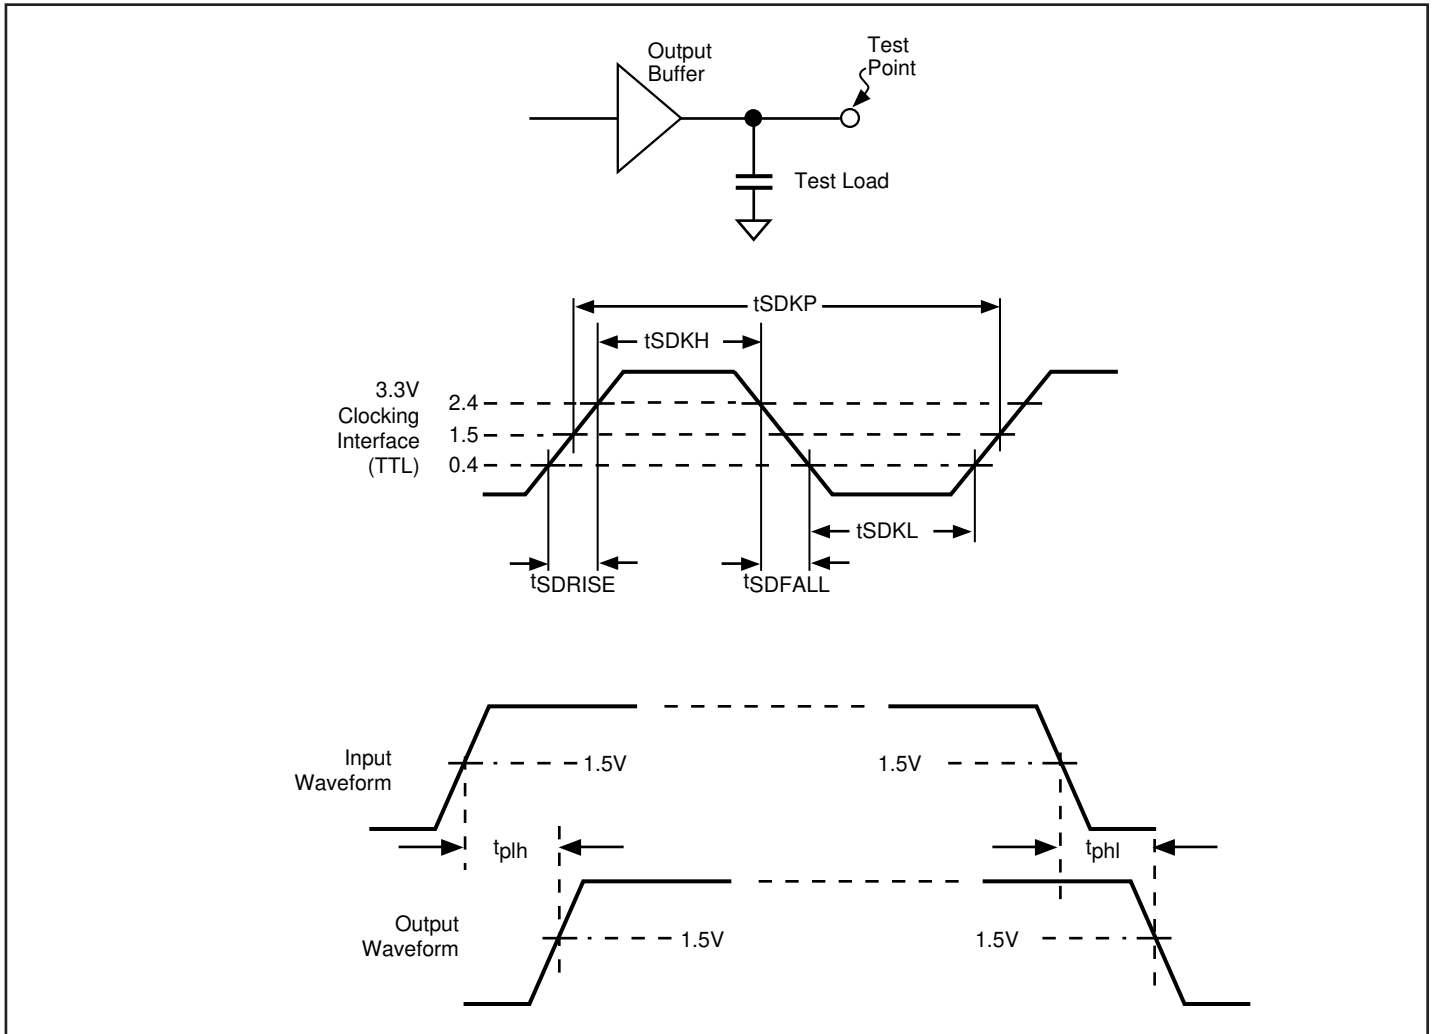 Output
Buffer
Test
Point
Test Load
tSDKP
tSDKH
3.3V
Clocking
Interface
(TTL)
2.4
1.5
0.4
tSDKL
tSDRISE
tSDFALL
Input
Waveform
1.5V
1.5V
tplh
tphl
Output
Waveform
1.5V
1.5V